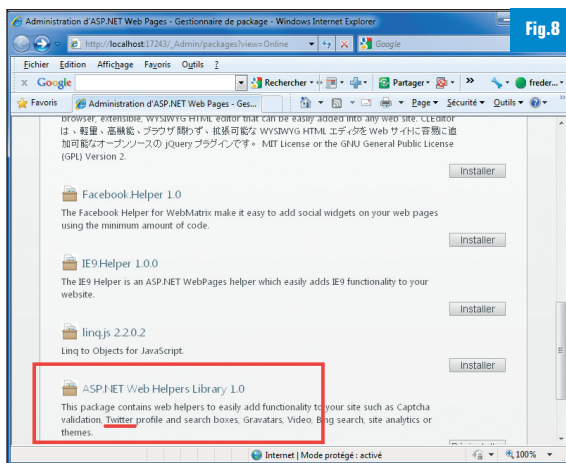 Administration d'ASP.NET Web Pages - Gestionnaire de package - Windows Internet Explorer
Fig.8
http://localhost:17243/_Admin/packages?view=Online
Google
Fichier Edition Affichage Favoris Outils ?
x Google
Rechercher
Partager
freder...
Favoris
Administration d'ASP.NET Web Pages - Ges...
Page
Sécurité
Outils
browser, extensible, WYSIWYG HTML editor that can be easily added into any web site. CLEditor
は、軽量、高機能、ブラウザ 問わず、拡張可能な WYSIWYG HTML エディタを Web サイトに容易に追
加可能なオープンソースの jQuery プラグインです。 MIT License or the GNU General Public License
(GPL) Version 2.
Installer
Facebook.Helper 1.0
The Facebook Helper for WebMatrix make it easy to add social widgets on your web pages
using the minimum amount of code.
Installer
IE9.Helper 1.0.0
The IE9 Helper is an ASP.NET WebPages helper which easily adds IE9 functionality to your
website.
Installer
linq.js 2.2.0.2
Linq to Objects for JavaScript.
Installer
ASP.NET Web Helpers Library 1.0
This package contains web helpers to easily add functionality to your site such as Captcha
validation, Twitter profile and search boxes, Gravatars, Video, Bing search, site analytics or
themes.
Internet | Mode protégé : activé
100%